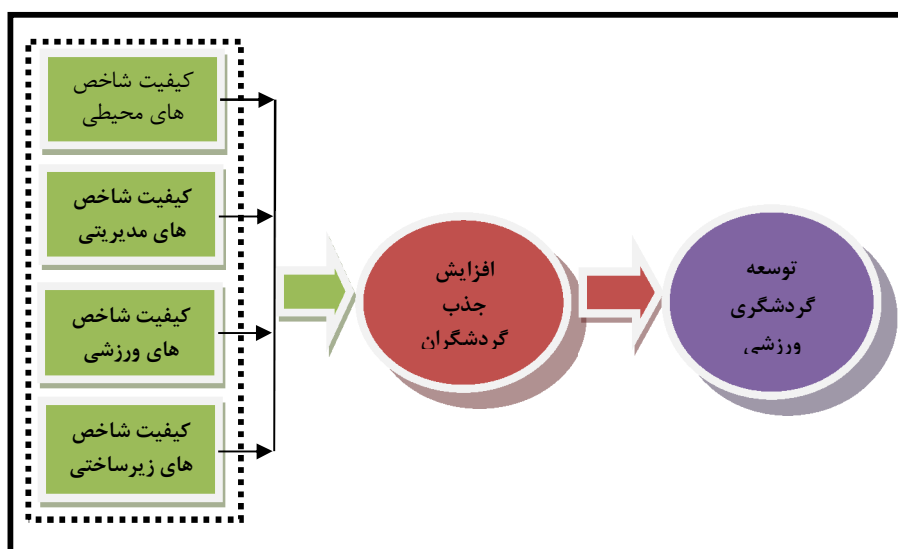 کیفیت شاخص
های محیطی
کیفیت شاخص
های مدیریتی
کیفیت شاخص
های ورزشی
کیفیت شاخص
های زیرساختی
افزایش
جذب
گردشگران
توسعه
گردشگری
ورزشی